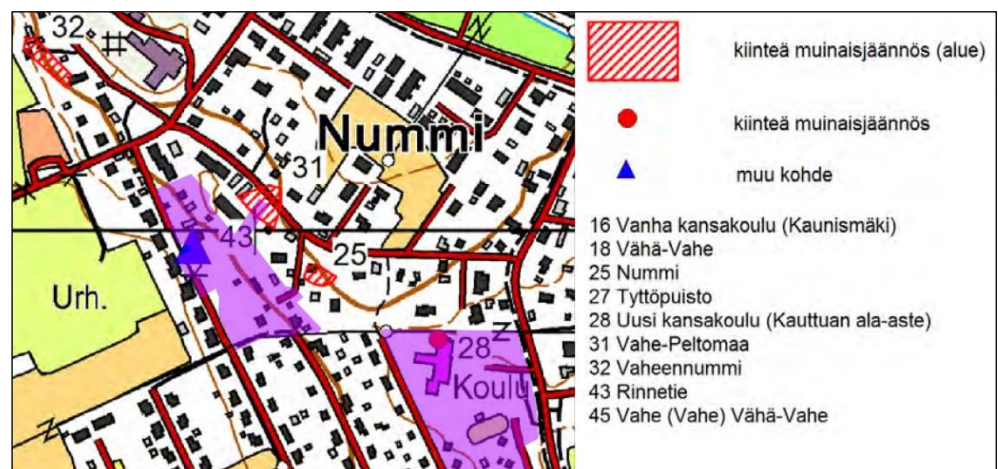 32
Nummi
31
43
25
Urh.
28
Koulu
kiinteä muinaisjäännös (alue)
kiinteä muinaisjäännös
muu kohde
16 Vanha kansakoulu (Kaunismäki)
18 Vähä-Vahe
25 Nummi
27 Tyttöpuisto
28 Uusi kansakoulu (Kauttuan ala-aste)
31 Vahe-Peltomaa
32 Vaheennummi
43 Rinnetie
45 Vahe (Vahe) Vähä-Vahe